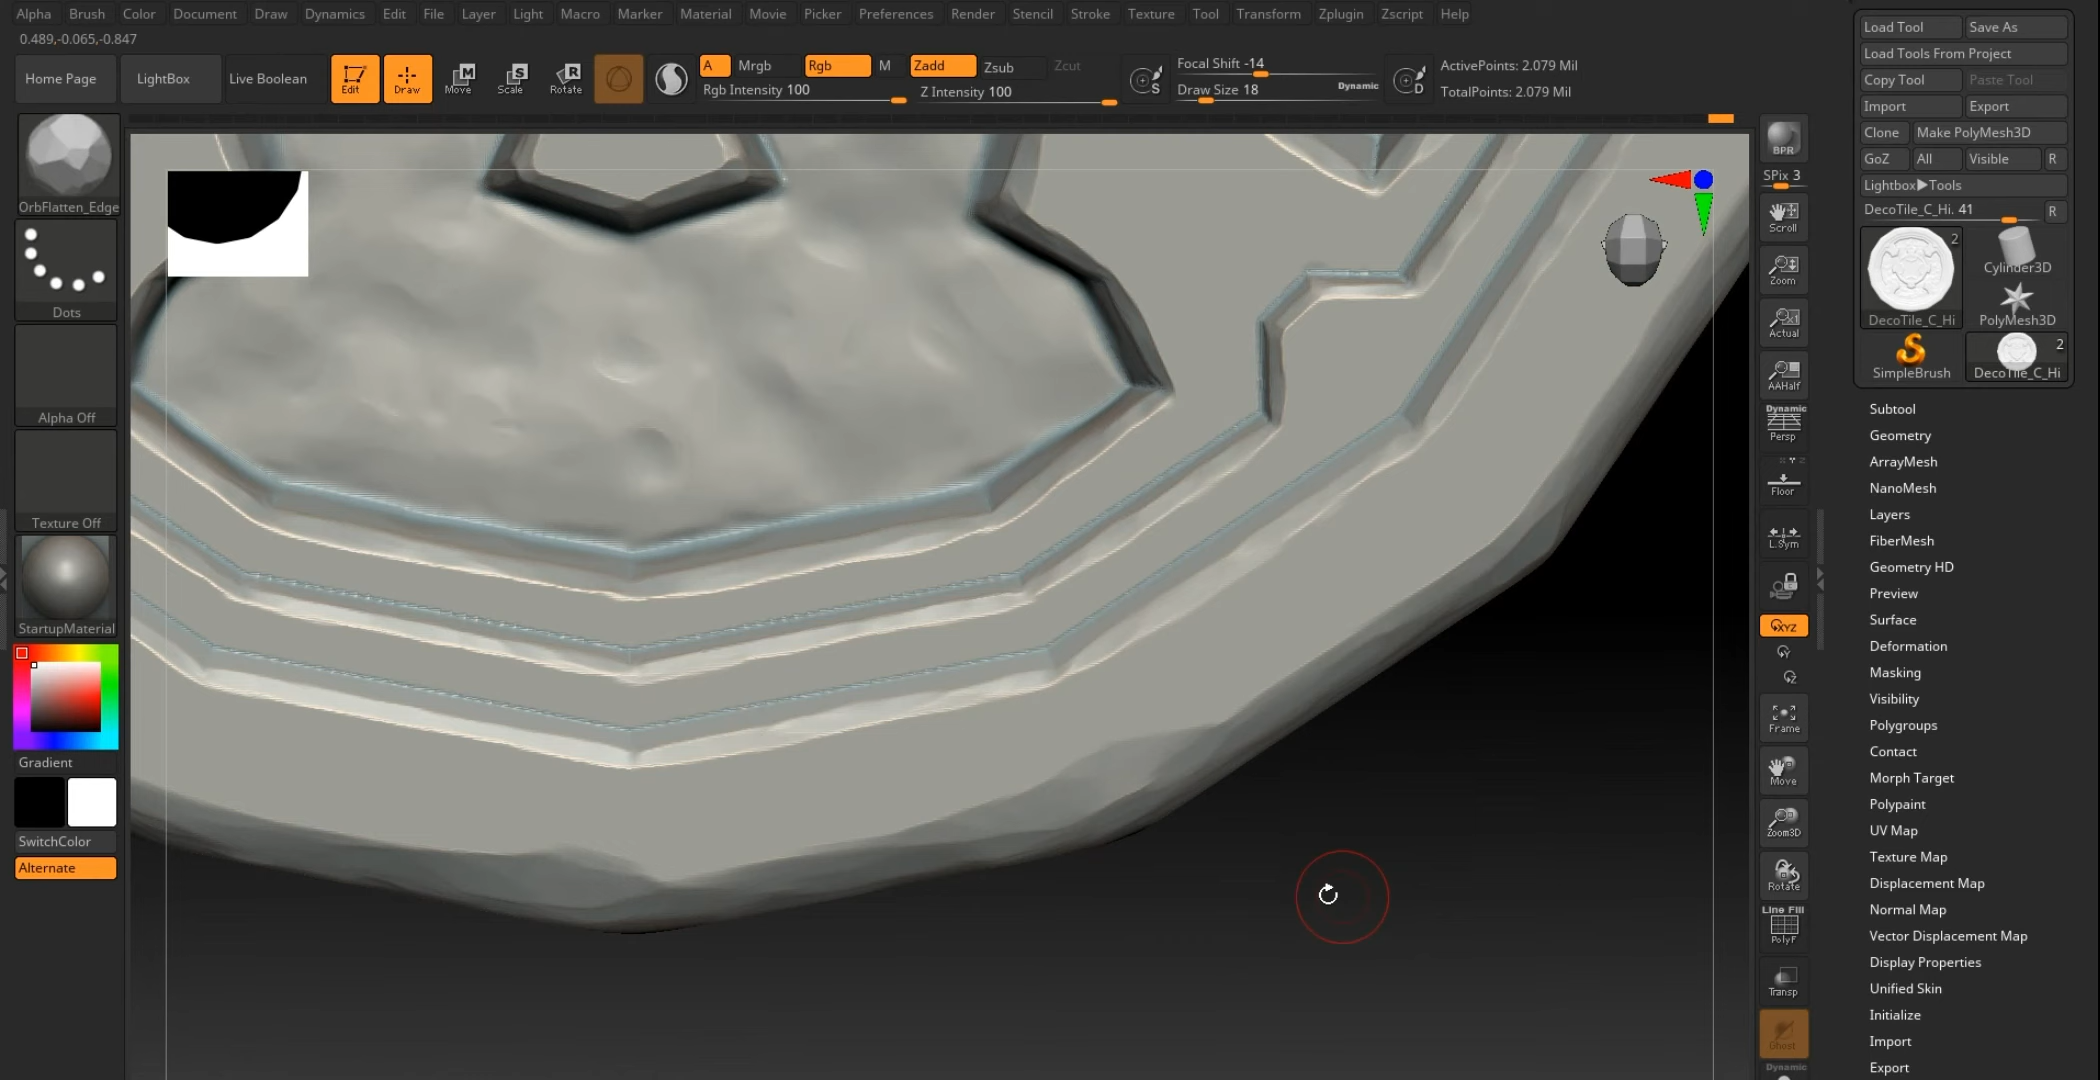 Alpha Brush Color Document Draw Dynamics Edit File Layer Light Macro Marker Material Movie Picker Preferences Render Stencil Stroke Texture Tool Transform Zplugin Zscript Help
0.489,-0.065,-0.847
Home Page
LightBox
Live Boolean
Edit
Draw
Move
Scale
Rotate
A
Mrgb
Rgb
M
Rgb Intensity 100
Zadd
Zsub
Zcut
Z Intensity 100
S
Focal Shift -14
Draw Size 18
Dynamic
D
ActivePoints: 2.079 Mil
TotalPoints: 2.079 Mil
OrbFlatten_Edge
Dots
Alpha Off
Texture Off
StartupMaterial
Gradient
SwitchColor
Alternate
BPR
SPix 3
Scroll
Zoom
Actual
AAHalf
Dynamic
Persp
Floor
L.Sym
XYZ
Frame
Move
Zoom3D
Rotate
Line Fill
PolyF
Transp
Ghost
Dynamic
Load Tool
Save As
Load Tools From Project
Copy Tool
Paste Tool
Import
Export
Clone
Make PolyMesh3D
GoZ
All
Visible
R
Lightbox▶Tools
DecoTile_C_Hi. 41
R
2
DecoTile_C_Hi
Cylinder3D
PolyMesh3D
SimpleBrush
2
DecoTile_C_Hi
Subtool
Geometry
ArrayMesh
NanoMesh
Layers
FiberMesh
Geometry HD
Preview
Surface
Deformation
Masking
Visibility
Polygroups
Contact
Morph Target
Polypaint
UV Map
Texture Map
Displacement Map
Normal Map
Vector Displacement Map
Display Properties
Unified Skin
Initialize
Import
Export